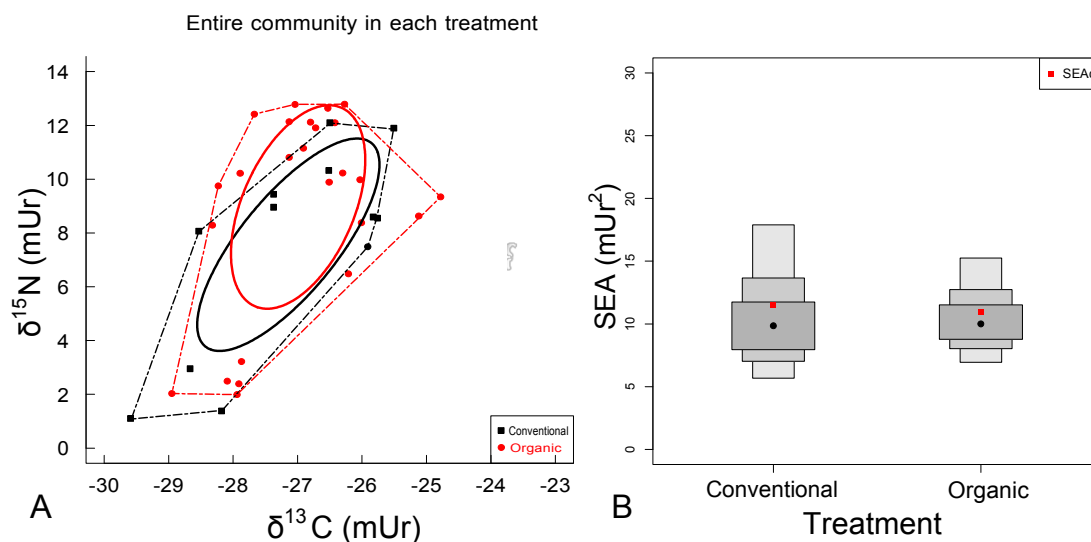 Entire community in each treatment
δ¹⁵N (mUr)
14
12
10
8
6
4
2
0
-30
-29
-28
-27
-26
-25
-24
-23
δ¹³C (mUr)
Conventional
Organic
A
SEA (mUr²)
30
25
20
15
10
5
0
SEAc
Conventional
Organic
Treatment
B